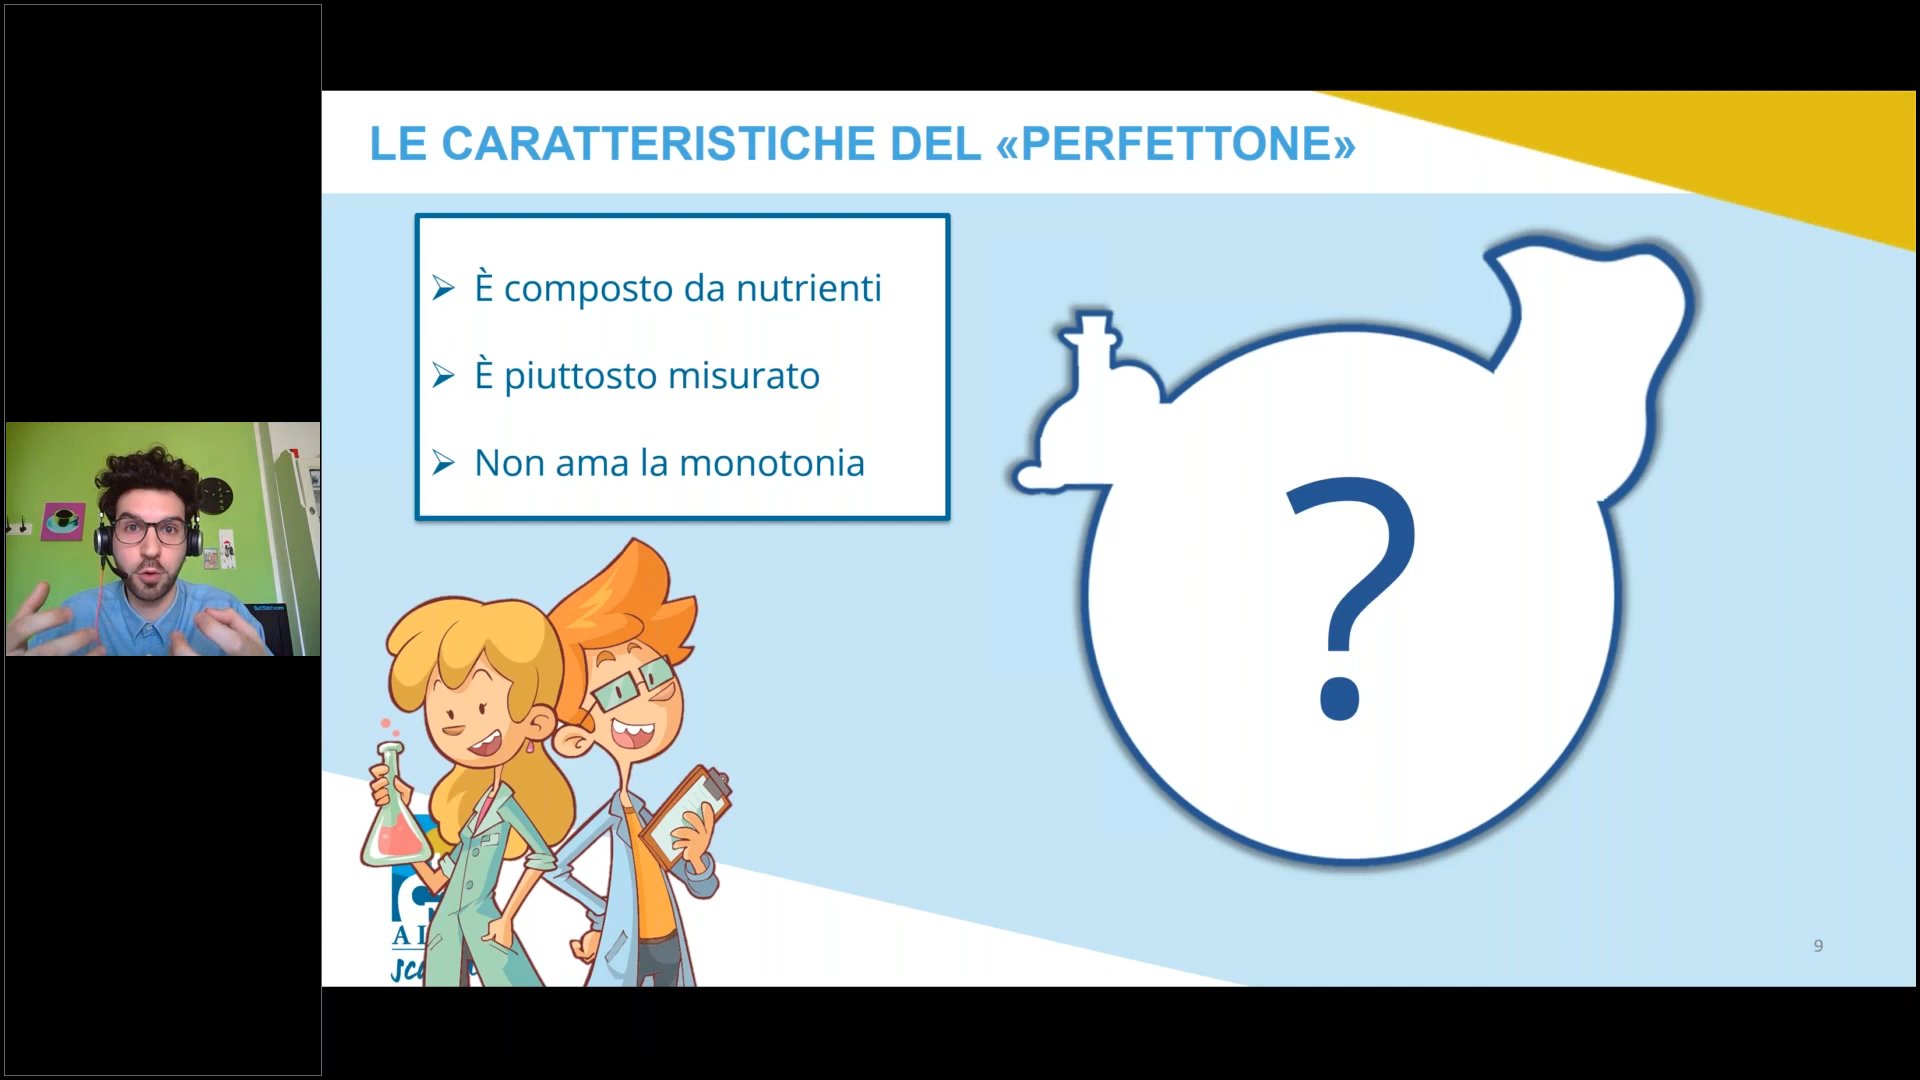 LE CARATTERISTICHE DEL «PERFETTONE»
➢ È composto da nutrienti
➢ È piuttosto misurato
➢ Non ama la monotonia
?
9